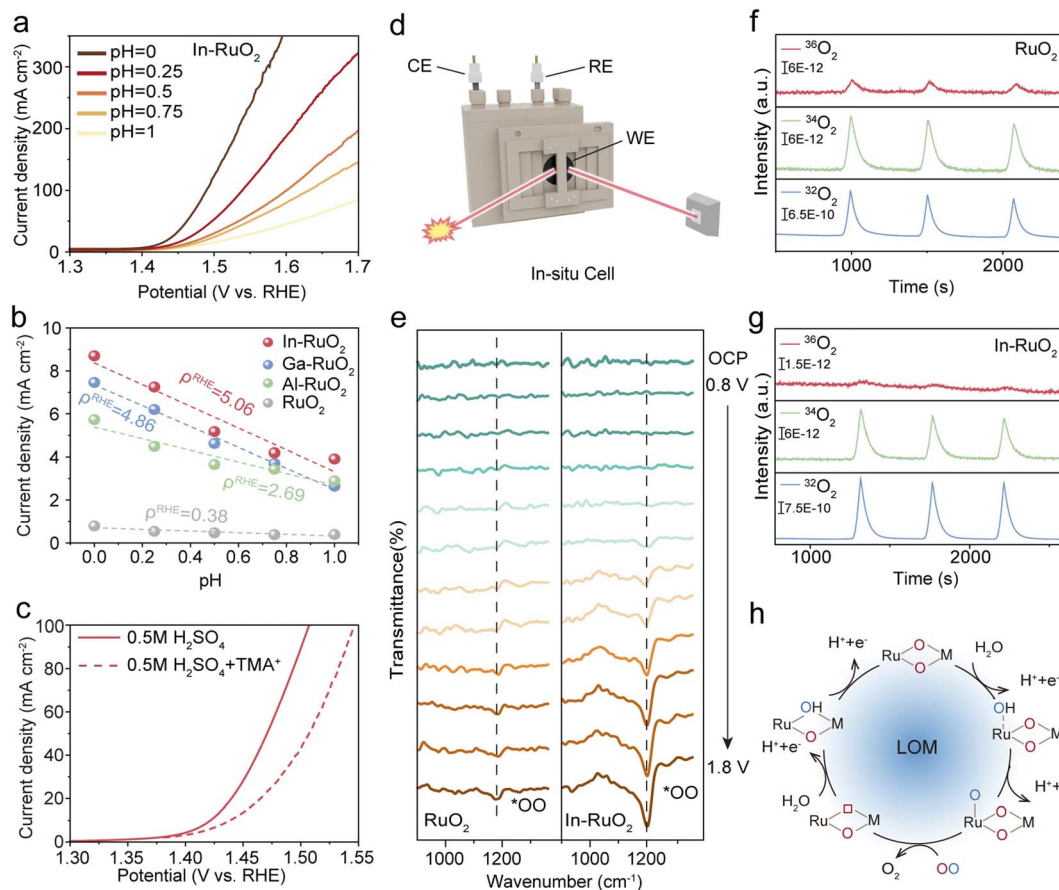 a
In-RuO2
pH=0
pH=0.25
pH=0.5
pH=0.75
pH=1
Current density (mA cm-2)
300
200
100
0
1.3 1.4 1.5 1.6 1.7
Potential (V vs. RHE)
b
In-RuO2
Ga-RuO2
Al-RuO2
RuO2
ρRHE=5.06
ρRHE=4.86
ρRHE=2.69
ρRHE=0.38
Current density (mA cm-2)
10
8
6
4
2
0
0.0 0.2 0.4 0.6 0.8 1.0
pH
c
0.5M H2SO4
0.5M H2SO4+TMA+
Current density (mA cm-2)
100
80
60
40
20
0
1.30 1.35 1.40 1.45 1.50 1.55
Potential (V vs. RHE)
d
CE
RE
WE
In-situ Cell
e
OCP
0.8 V
1.8 V
Transmittance(%)
*OO
*OO
RuO2
In-RuO2
1000 1200 1000 1200
Wavenumber (cm-1)
f
RuO2
36O2
6E-12
34O2
6E-12
32O2
6.5E-10
Intensity (a.u.)
1000 2000
Time (s)
g
In-RuO2
36O2
1.5E-12
34O2
6E-12
32O2
7.5E-10
Intensity (a.u.)
1000 2000
Time (s)
h
LOM
Ru O O M
H2O
H++e-
OH
Ru O O M
H++
O
Ru O O M
OO
O2
Ru O M
H2O
H++e-
OH
Ru O M
H++e-